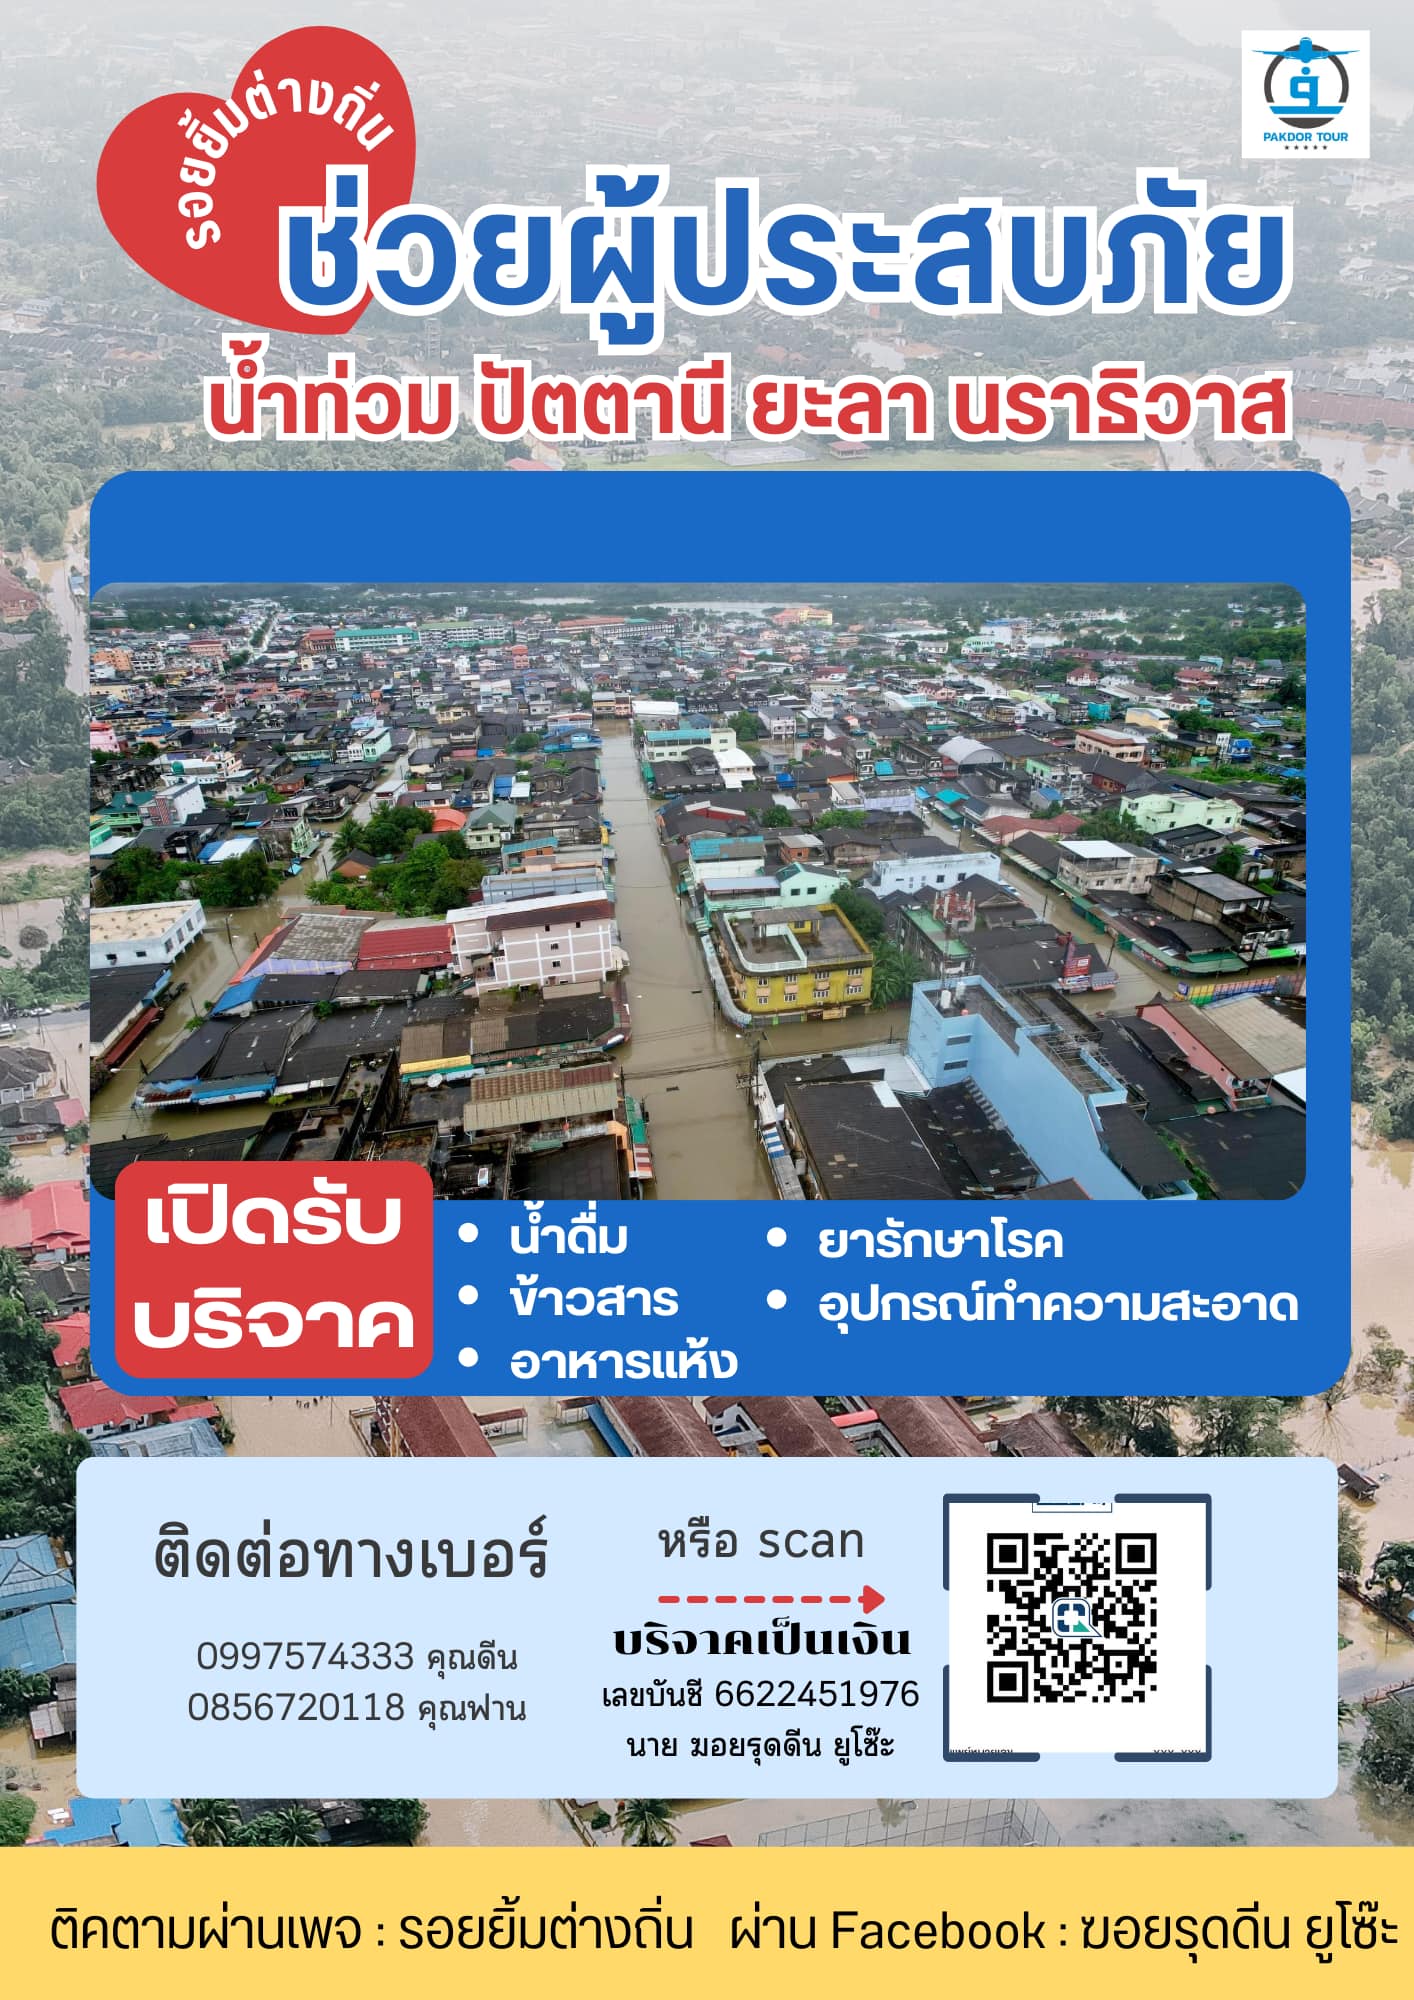 รอยยิ้มต่างถิ่น
PAKDOR TOUR
ช่วยผู้ประสบภัย
น้ำท่วม ปัตตานี ยะลา นราธิวาส
เปิดรับ
บริจาค
• น้ำดื่ม
• ข้าวสาร
• อาหารแห้ง
• ยารักษาโรค
• อุปกรณ์ทำความสะอาด
ติดต่อทางเบอร์
0997574333 คุณดีน
0856720118 คุณฟาน
หรือ scan
บริจาคเป็นเงิน
เลขบันชี 6622451976
นาย ฆอยรุดดีน ยูโซ๊ะ
ติคตามผ่านเพจ : รอยยิ้มต่างถิ่น ผ่าน Facebook : ฆอยรุดดีน ยูโซ๊ะ